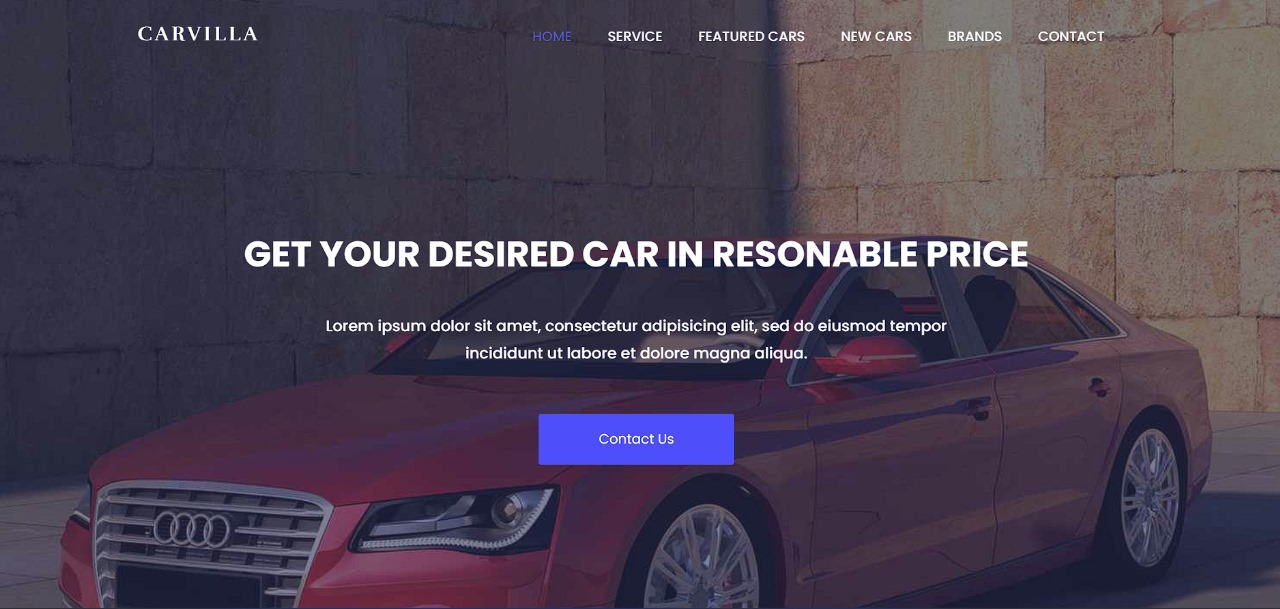 CARVILLA
HOME SERVICE FEATURED CARS NEW CARS BRANDS CONTACT
GET YOUR DESIRED CAR IN RESONABLE PRICE
Lorem ipsum dolor sit amet, consectetur adipisicing elit, sed do eiusmod tempor
incididunt ut labore et dolore magna aliqua.
Contact Us